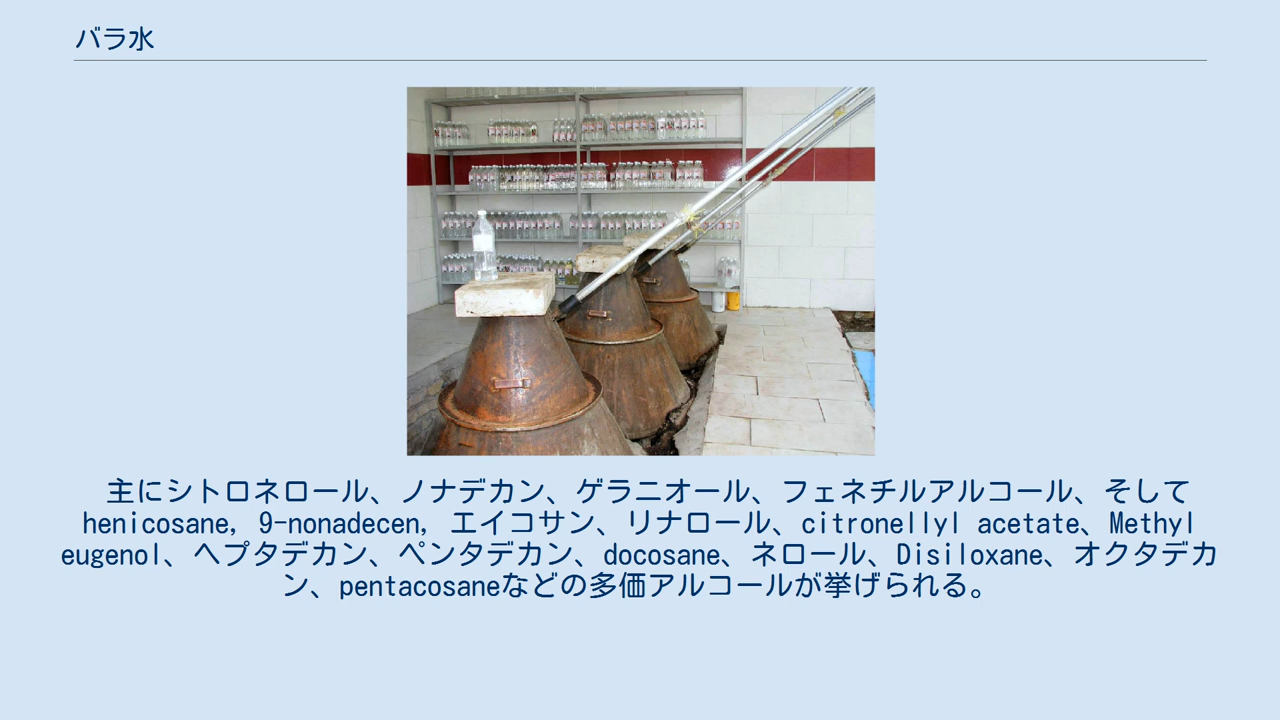 バラ水
主にシトロネロール、ノナデカン、ゲラニオール、フェネチルアルコール、そして
henicosane, 9-nonadecen, エイコサン、リナロール、citronellyl acetate、Methyl
eugenol、ヘプタデカン、ペンタデカン、docosane、ネロール、Disiloxane、オクタデカ
ン、pentacosaneなどの多価アルコールが挙げられる。